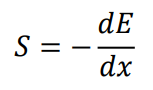 S = − dE/dx